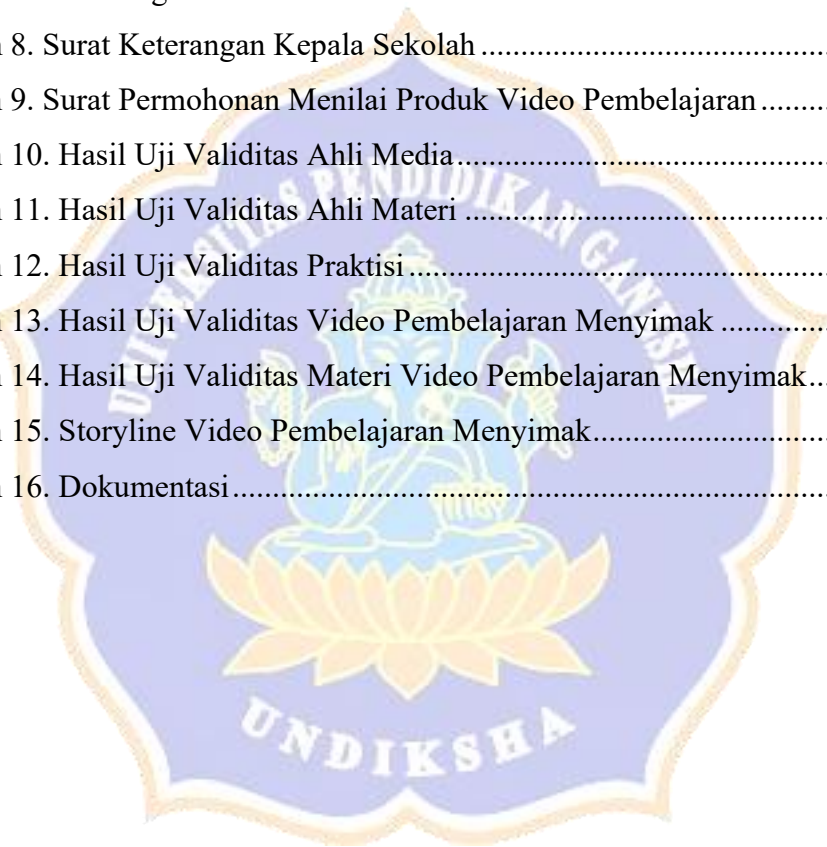 n 8. Surat Keterangan Kepala Sekolah
n 9. Surat Permohonan Menilai Produk Video Pembelajaran
n 10. Hasil Uji Validitas Ahli Media
n 11. Hasil Uji Validitas Ahli Materi
n 12. Hasil Uji Validitas Praktisi
n 13. Hasil Uji Validitas Video Pembelajaran Menyimak
n 14. Hasil Uji Validitas Materi Video Pembelajaran Menyimak
n 15. Storyline Video Pembelajaran Menyimak
n 16. Dokumentasi
UNIVERSITAS PENDIDIKAN GANESHA
UNDIKSHA